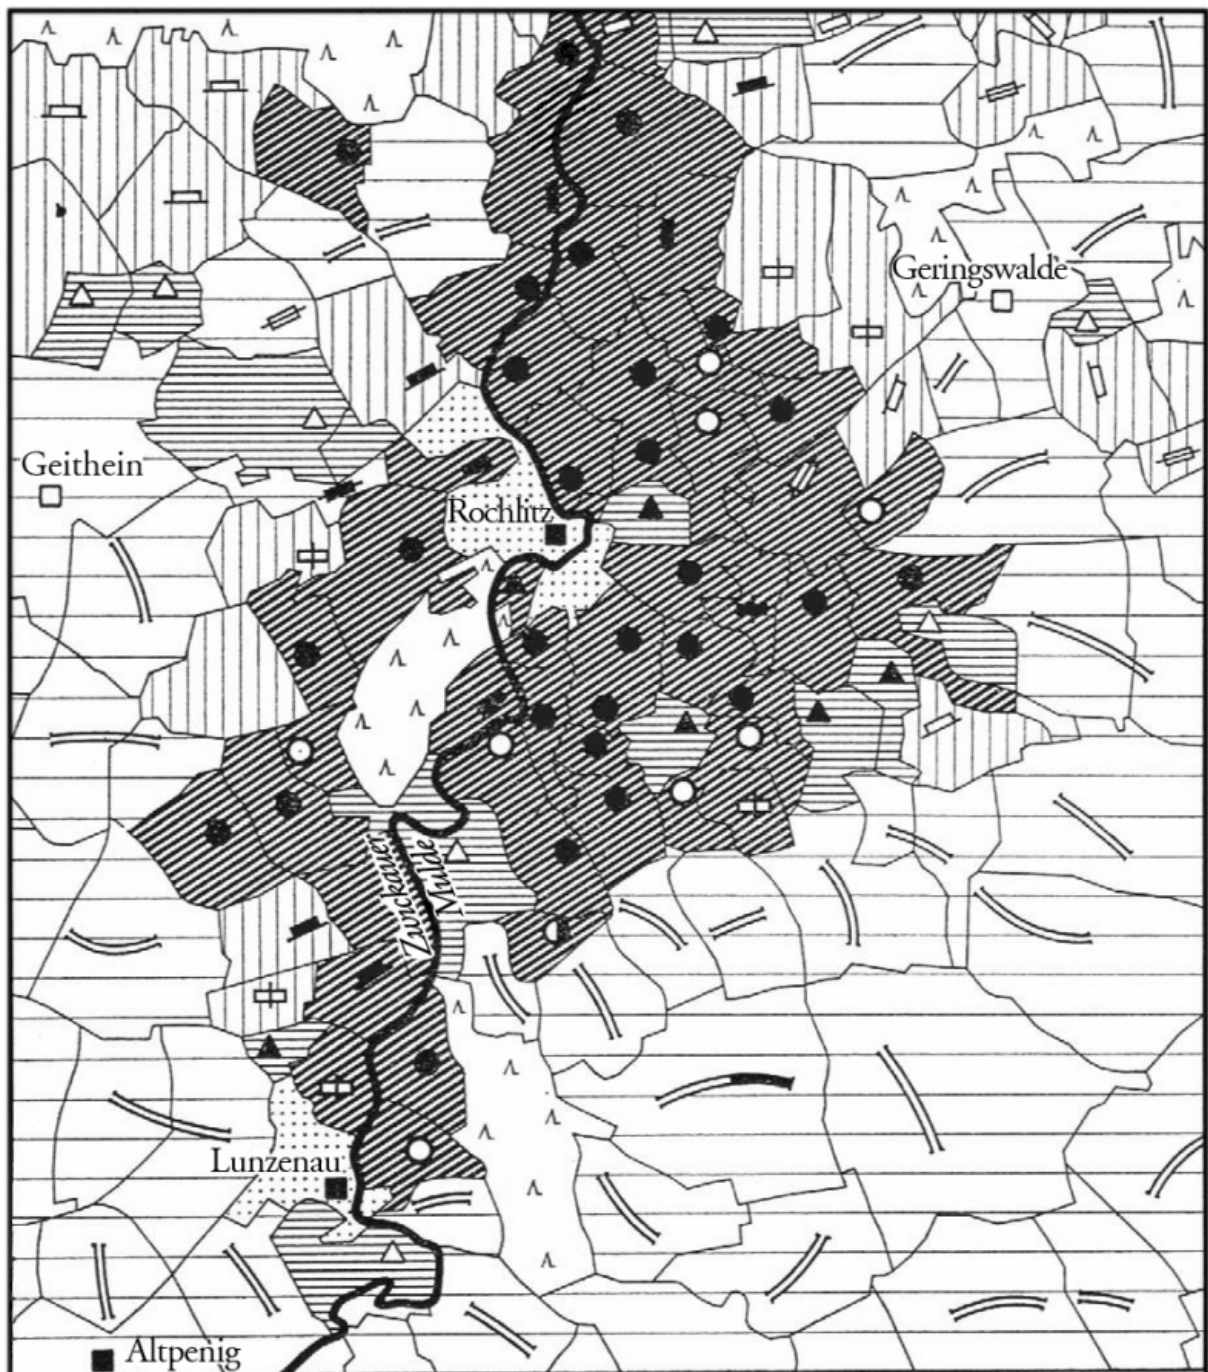 Geringswalde
Geithein
Rochlitz
Zwickauer
Mulde
Lunzenau
Altpenig